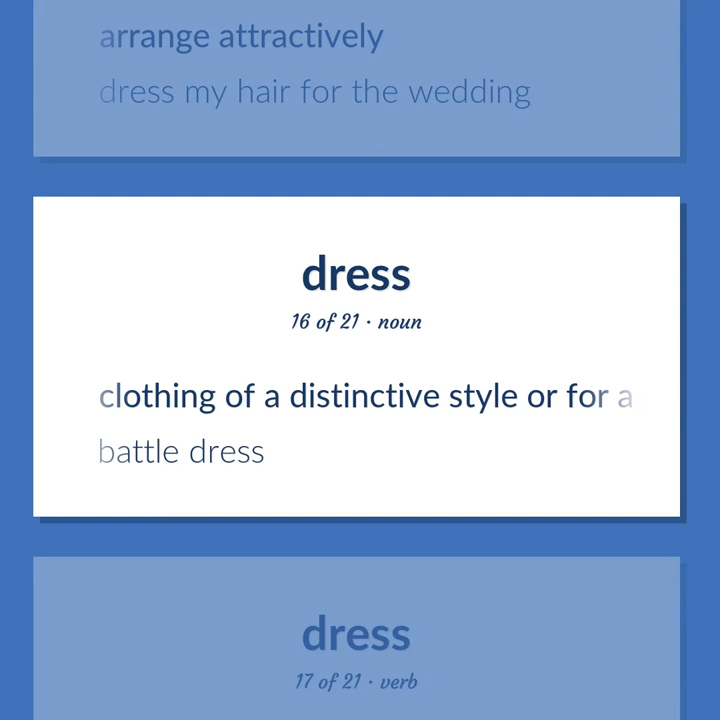 arrange attractively
dress my hair for the wedding
dress
16 of 21 · noun
clothing of a distinctive style or for a
battle dress
dress
17 of 21 · verb